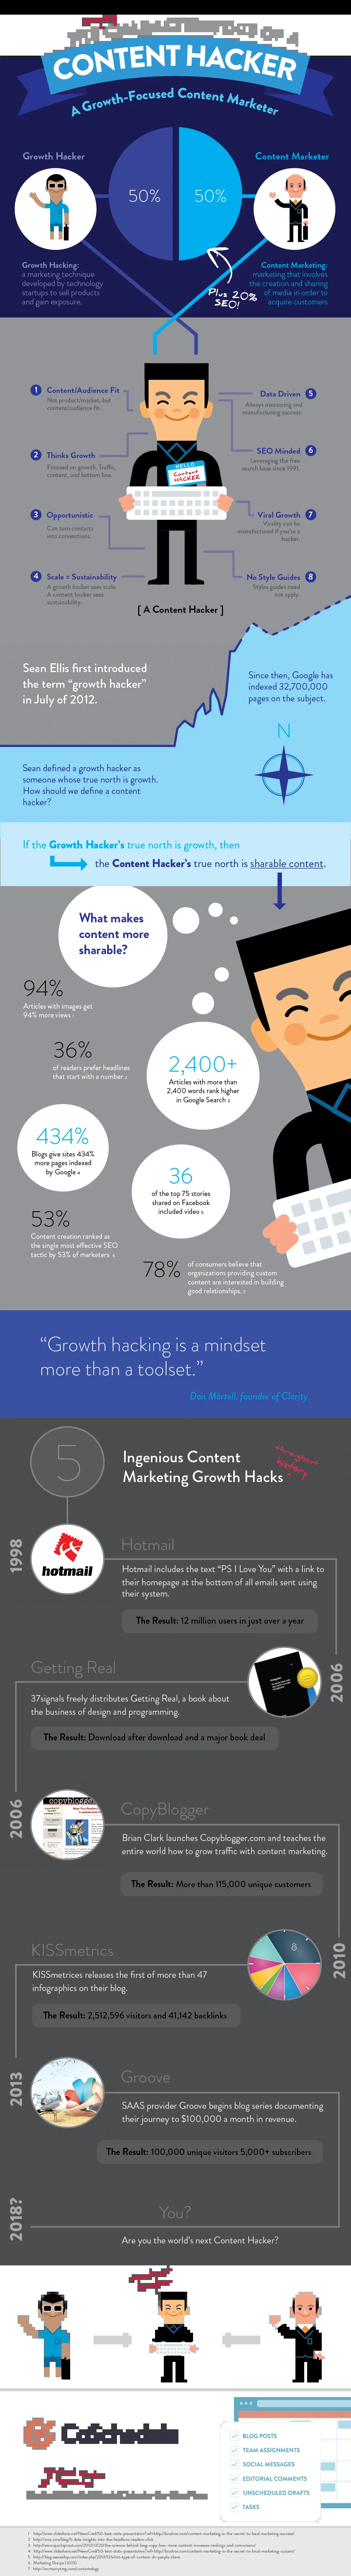 CONTENT HACKER
A Growth-Focused Content Marketer
Growth Hacker
Content Marketer
50%
50%
Growth Hacking:
a marketing technique
developed by technology
startups to sell products
and gain exposure.
Content Marketing:
marketing that involves
the creation and sharing
of media in order to
acquire customers
Plus 20%
SEO!
1 Content/Audience Fit
Not product/market, but
content/audience fit.
2 Thinks Growth
Focused on growth. Traffic,
content, and bottom line.
3 Opportunistic
Can turn contacts
into connections.
4 Scale = Sustainability
A growth hacker sees scale.
A content hacker sees
sustainability.
Data Driven 5
Always measuring and
manufacturing success.
SEO Minded 6
Leveraging the free
search base since 1991.
Viral Growth 7
Virality can be
manufactured if you're a
hacker.
No Style Guides 8
Styles guides need
not apply.
HELLO
Content
HACKER
[ A Content Hacker ]
Sean Ellis first introduced
the term “growth hacker”
in July of 2012.
Since then, Google has
indexed 32,700,000
pages on the subject.
N
Sean defined a growth hacker as
someone whose true north is growth.
How should we define a content
hacker?
If the Growth Hacker's true north is growth, then
the Content Hacker's true north is sharable content.
What makes
content more
sharable?
94%
Articles with images get
94% more views 1
36%
of readers prefer headlines
that start with a number 2
2,400+
Articles with more than
2,400 words rank higher
in Google Search 3
434%
Blogs give sites 434%
more pages indexed
by Google 4
36
of the top 75 stories
shared on Facebook
included video 5
53%
Content creation ranked as
the single most effective SEO
tactic by 53% of marketers 6
78%
of consumers believe that
organizations providing custom
content are interested in building
good relationships. 7
“Growth hacking is a mindset
more than a toolset.”
Dan Martell, founder of Clarity
5
Ingenious Content
Marketing Growth Hacks
1998
hotmail
Hotmail
Hotmail includes the text “PS I Love You” with a link to
their homepage at the bottom of all emails sent using
their system.
The Result: 12 million users in just over a year
2006
Getting Real
37signals freely distributes Getting Real, a book about
the business of design and programming.
The Result: Download after download and a major book deal
2006
copyblogger
CopyBlogger
Brian Clark launches Copyblogger.com and teaches the
entire world how to grow traffic with content marketing.
The Result: More than 115,000 unique customers
2010
KISSmetrics
8
KISSmetrices releases the first of more than 47
infographics on their blog.
The Result: 2,512,596 visitors and 41,142 backlinks
2013
Groove
SAAS provider Groove begins blog series documenting
their journey to $100,000 a month in revenue.
The Result: 100,000 unique visitors 5,000+ subscribers
2018?
You?
Are you the world's next Content Hacker?
BLOG POSTS
TEAM ASSIGNMENTS
SOCIAL MESSAGES
EDITORIAL COMMENTS
UNSCHEDULED DRAFTS
TASKS